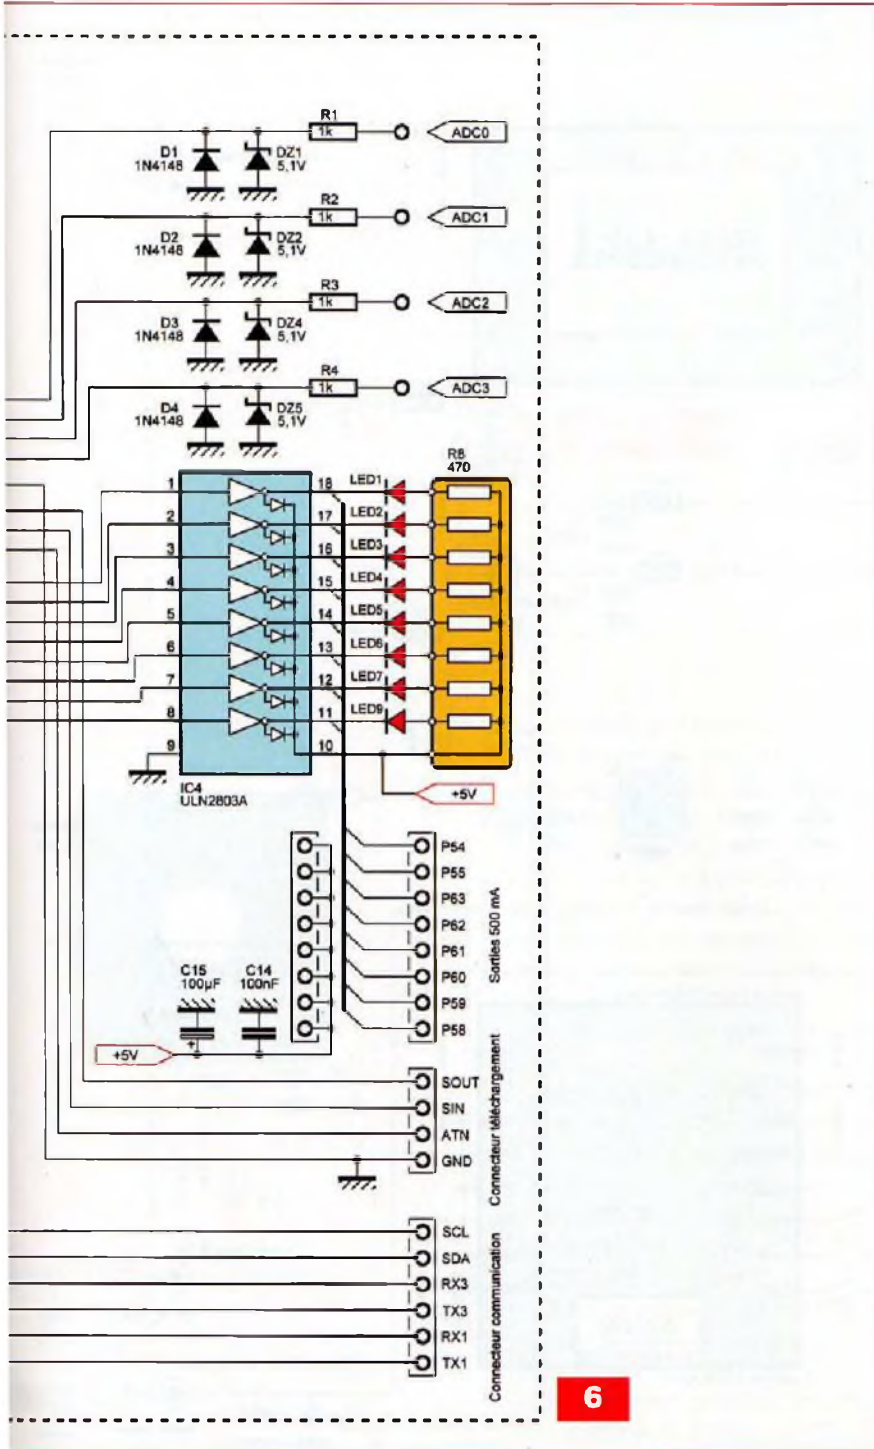 R1
1k
ADC0
D1
1N4148
DZ1
5,1V
R2
1k
ADC1
D2
1N4148
DZ2
5,1V
R3
1k
ADC2
D3
1N4148
DZ4
5,1V
R4
1k
ADC3
D4
1N4148
DZ5
5,1V
R8
470
1 18 LED1
2 17 LED2
3 16 LED3
4 15 LED4
5 14 LED5
6 13 LED6
7 12 LED7
8 11 LED9
9 10
IC4
ULN2803A
+5V
P54
P55
P63
P62
P61
P60
P59
P58
Sorties 500 mA
C15
100µF
C14
100nF
+
+5V
SOUT
SIN
ATN
GND
Connecteur téléchargement
SCL
SDA
RX3
TX3
RX1
TX1
Connecteur communication
6